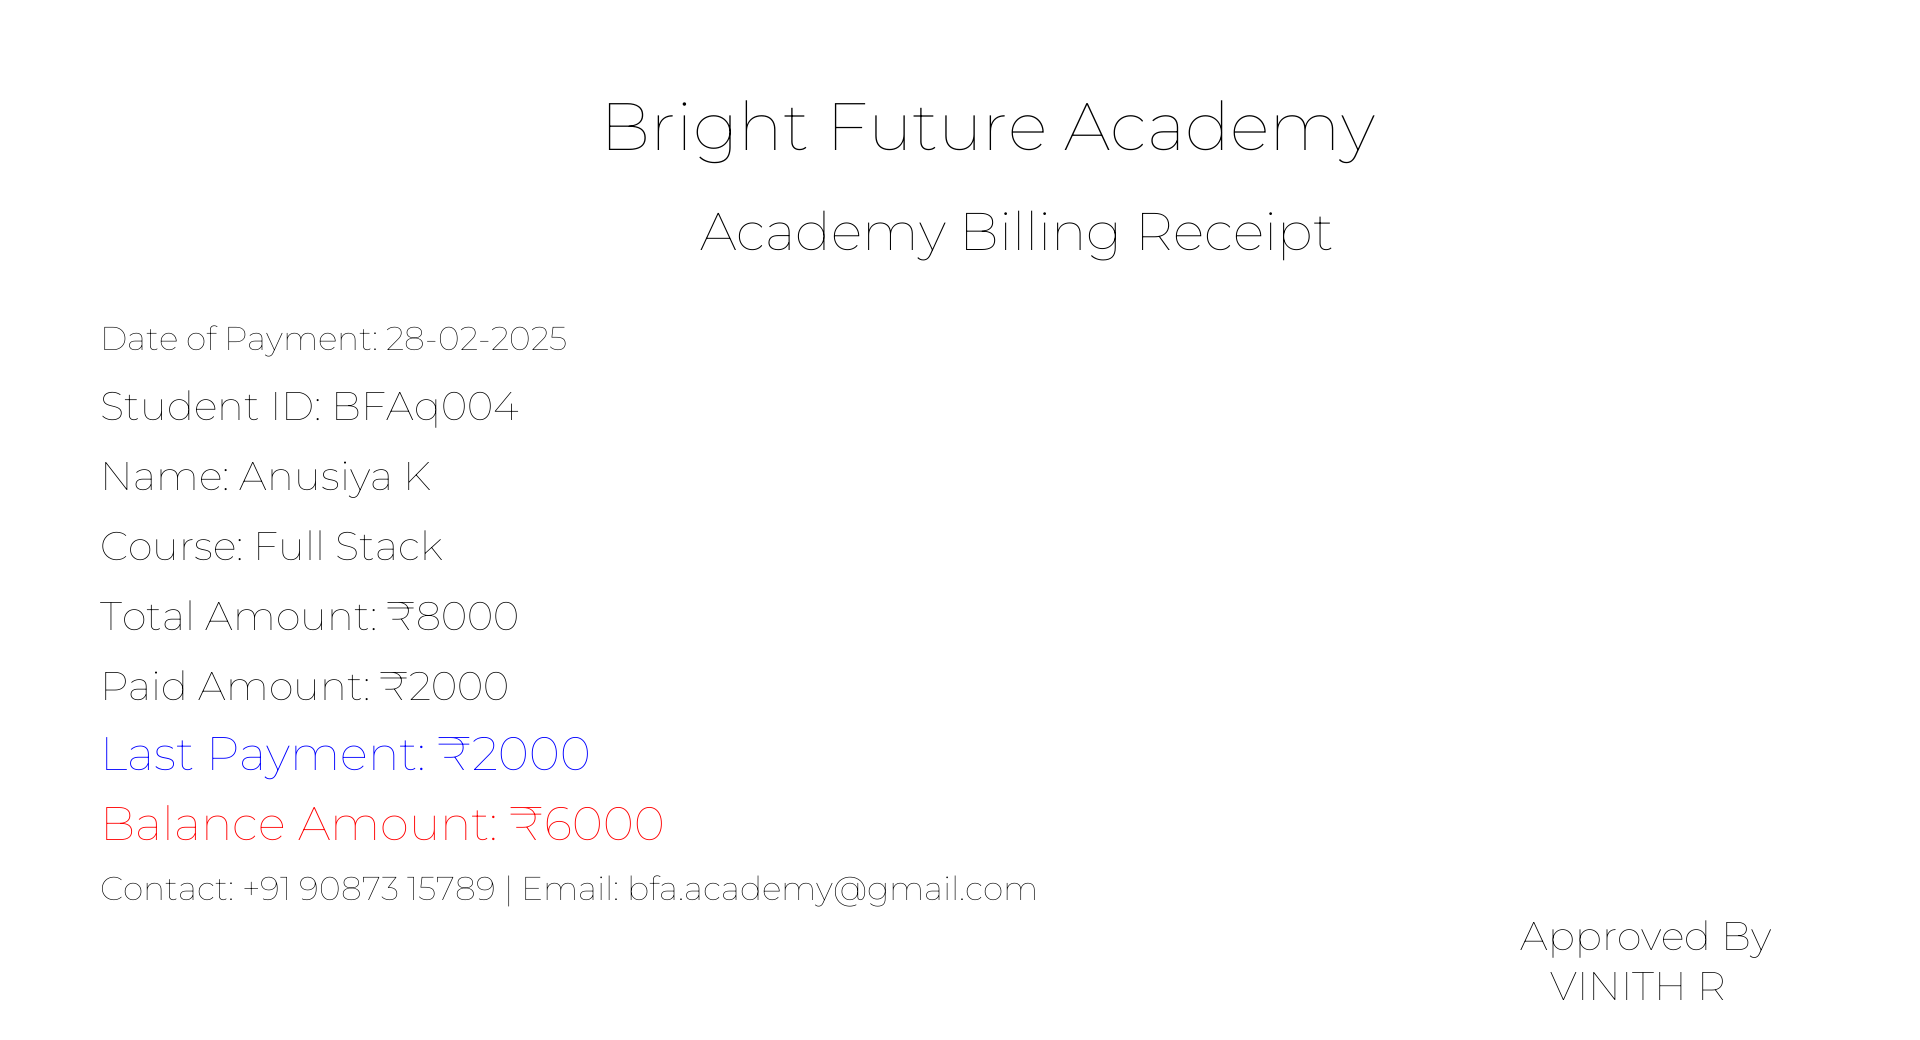 Bright Future Academy
Academy Billing Receipt
Date of Payment: 28-02-2025
Student ID: BFAq004
Name: Anusiya K
Course: Full Stack
Total Amount: ₹8000
Paid Amount: ₹2000
Last Payment: ₹2000
Balance Amount: ₹6000
Contact: +91 90873 15789 | Email: bfa.academy@gmail.com
Approved By
VINITH R